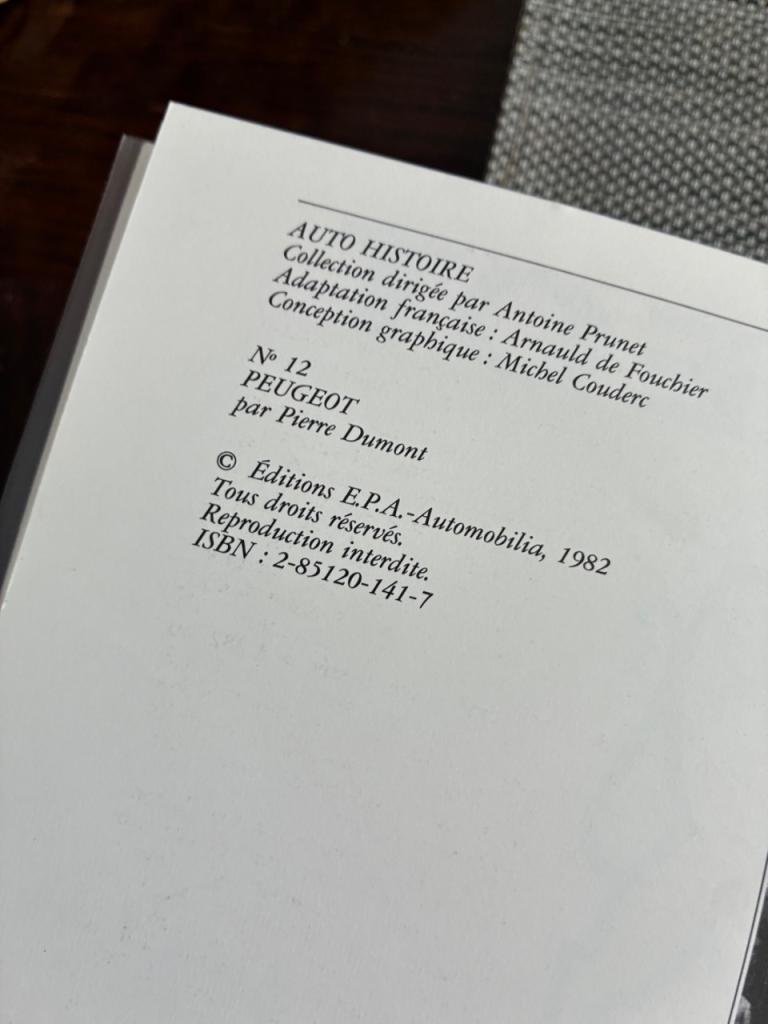 AUTO HISTOIRE
Collection dirigée par Antoine Prunet
Adaptation française : Arnauld de Fouchier
Conception graphique : Michel Couderc
Nº 12
PEUGEOT
par Pierre Dumont
© Éditions E.P.A.-Automobilia, 1982
Tous droits réservés.
Reproduction interdite.
ISBN : 2-85120-141-7